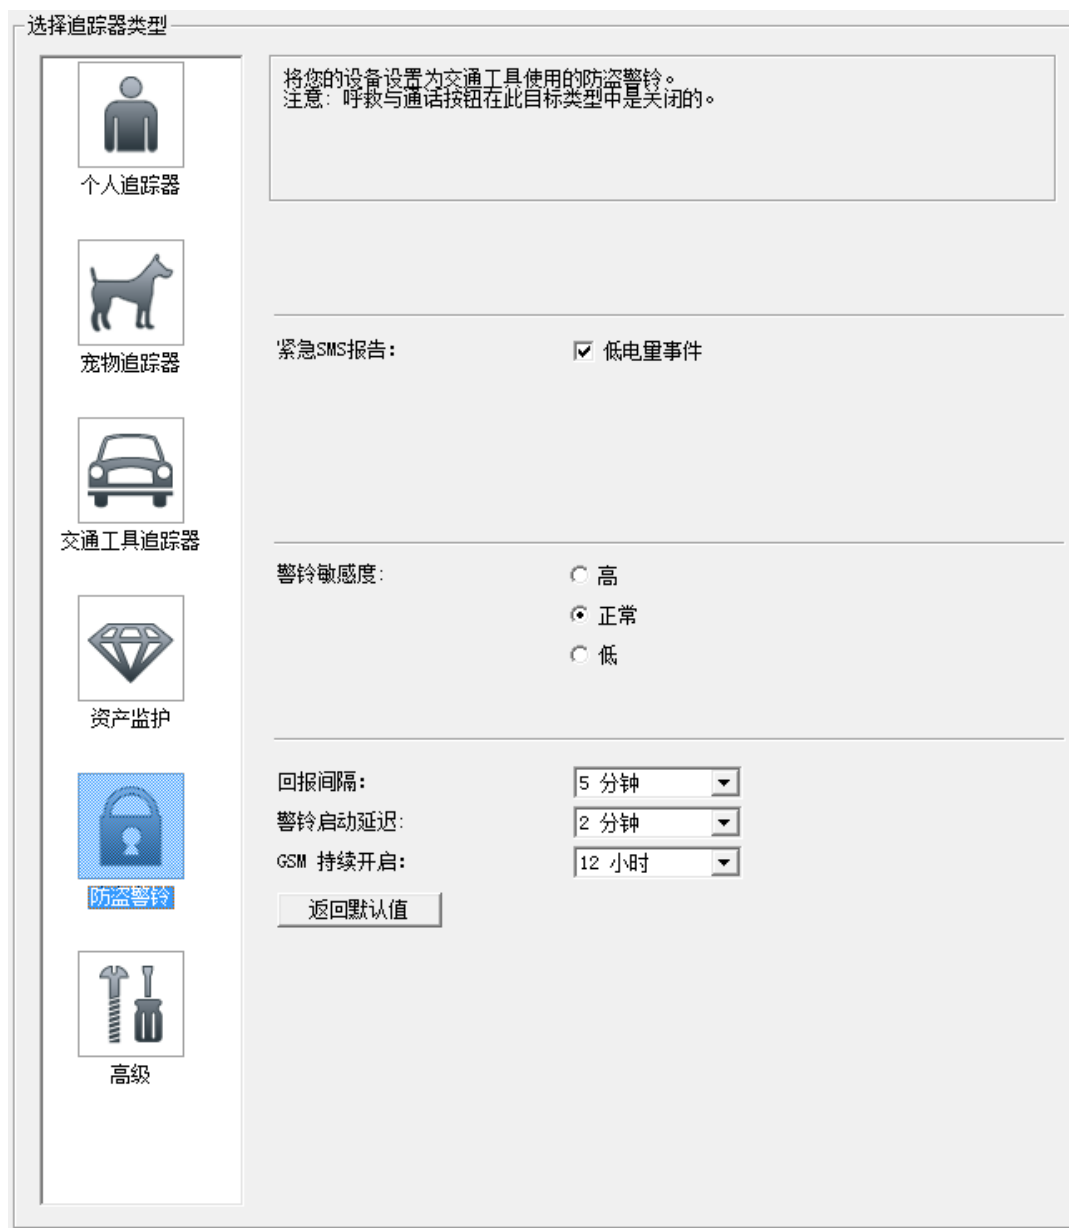 选择追踪器类型
个人追踪器
宠物追踪器
交通工具追踪器
资产监护
防盗警铃
高级
将您的设备设置为交通工具使用的防盗警铃。
注意: 呼救与通话按钮在此目标类型中是关闭的。
紧急SMS报告:
低电量事件
警铃敏感度:
高
正常
低
回报间隔: 5 分钟
警铃启动延迟: 2 分钟
GSM 持续开启: 12 小时
返回默认值